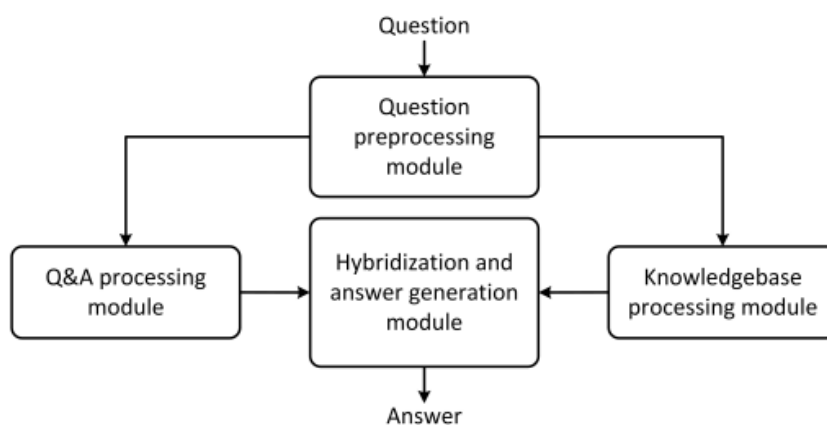 Question
Question
preprocessing
module
Q&A processing
module
Hybridization and
answer generation
module
Knowledgebase
processing module
Answer